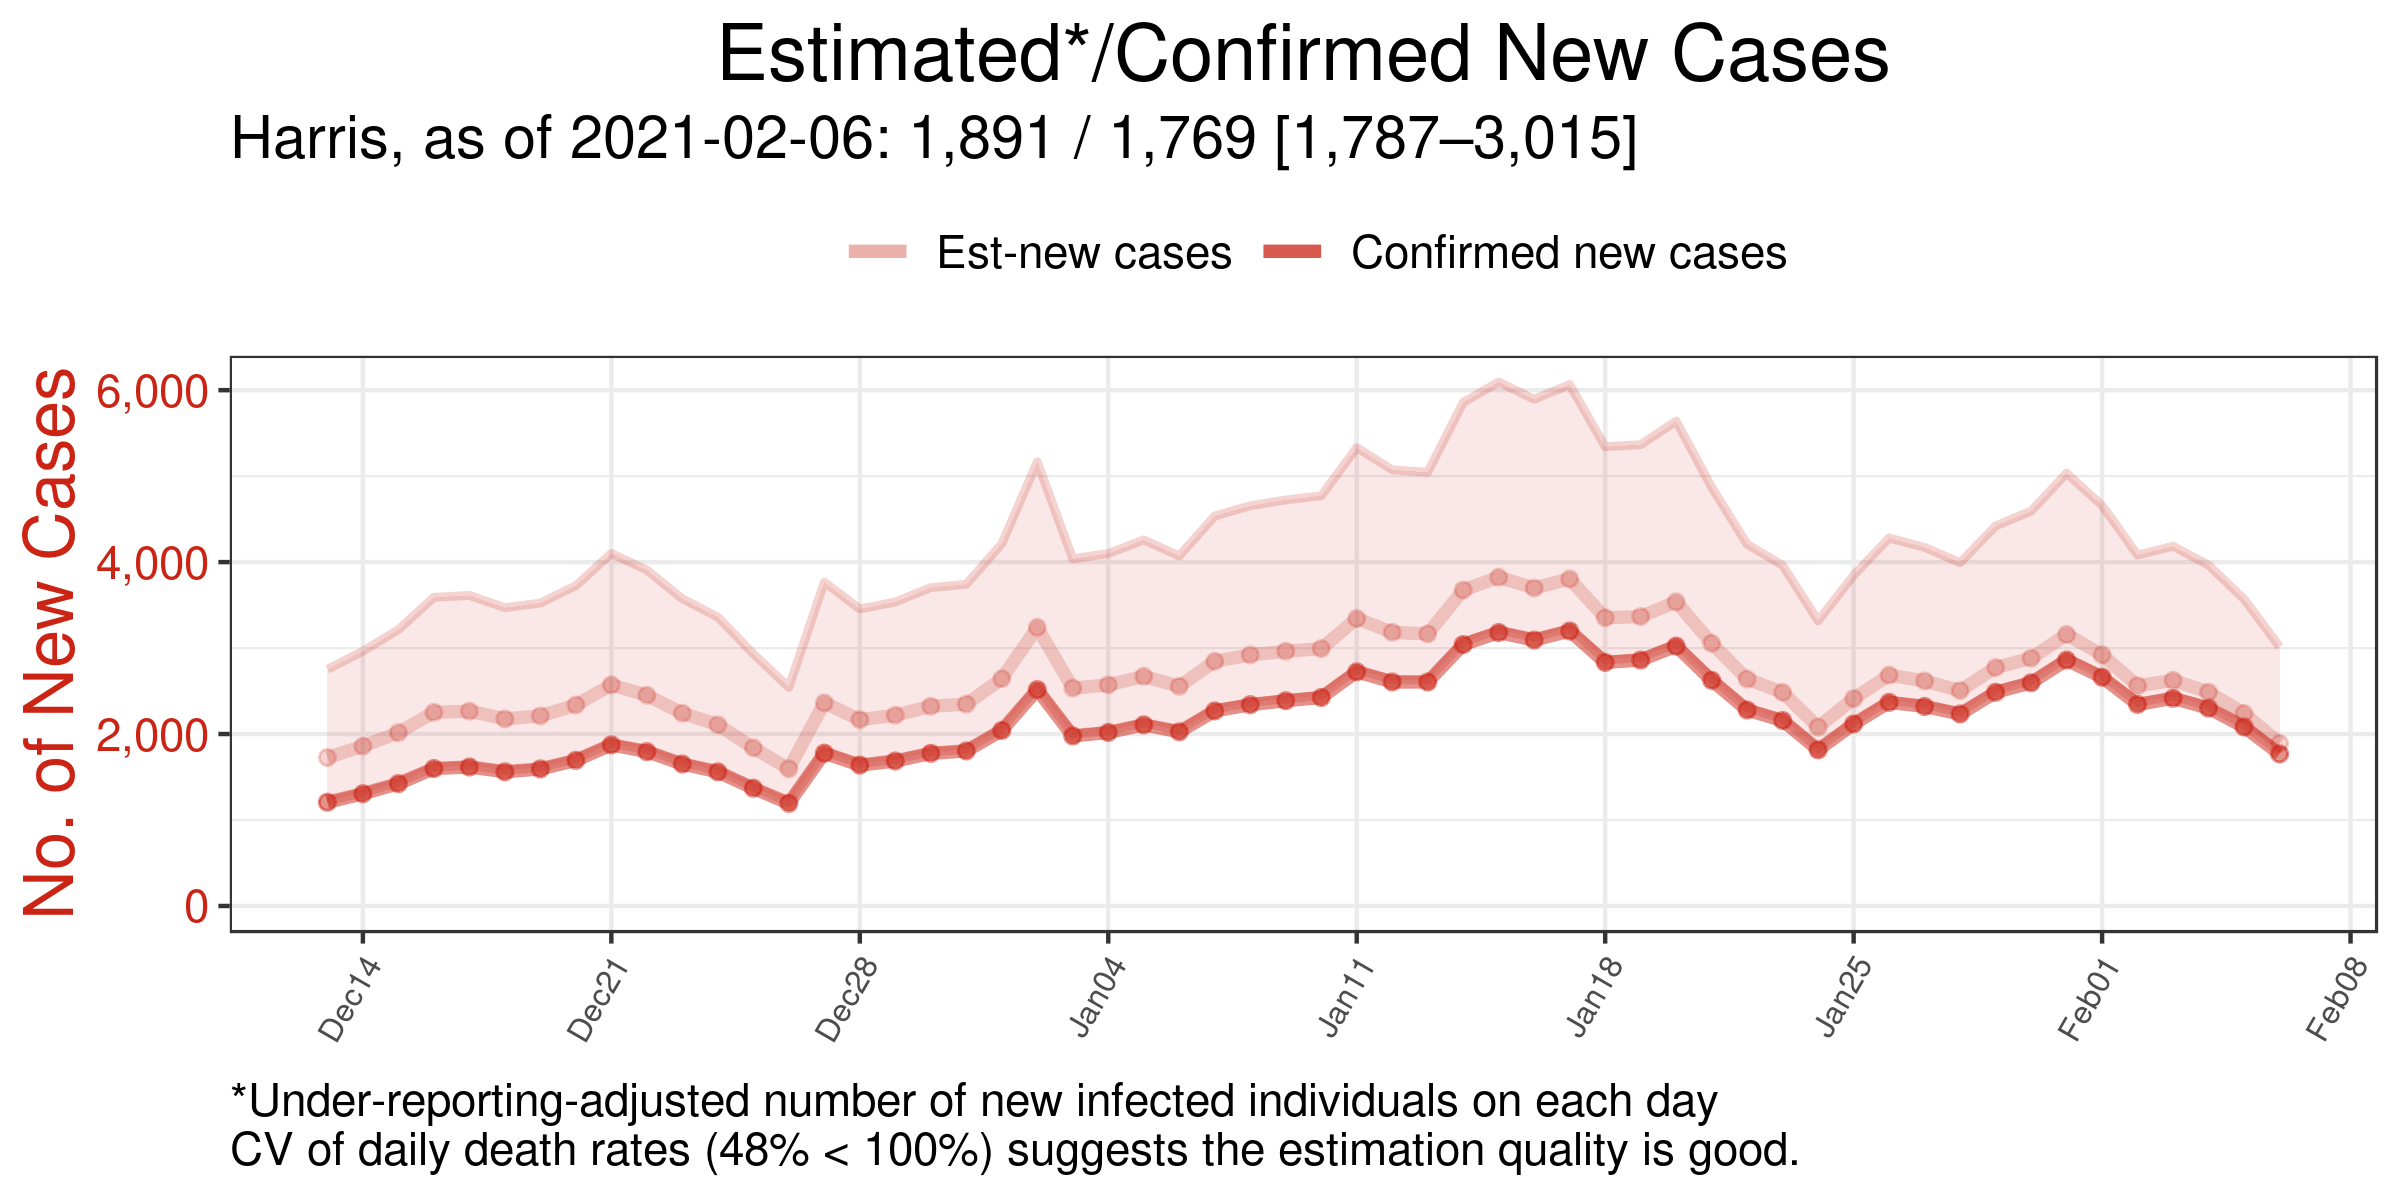 Estimated*/Confirmed New Cases
Harris, as of 2021-02-06: 1,891 / 1,769 [1,787–3,015]
Est-new cases Confirmed new cases
No. of New Cases
6,000
4,000
2,000
0
Dec14 Dec21 Dec28 Jan04 Jan11 Jan18 Jan25 Feb01 Feb08
*Under-reporting-adjusted number of new infected individuals on each day
CV of daily death rates (48% < 100%) suggests the estimation quality is good.